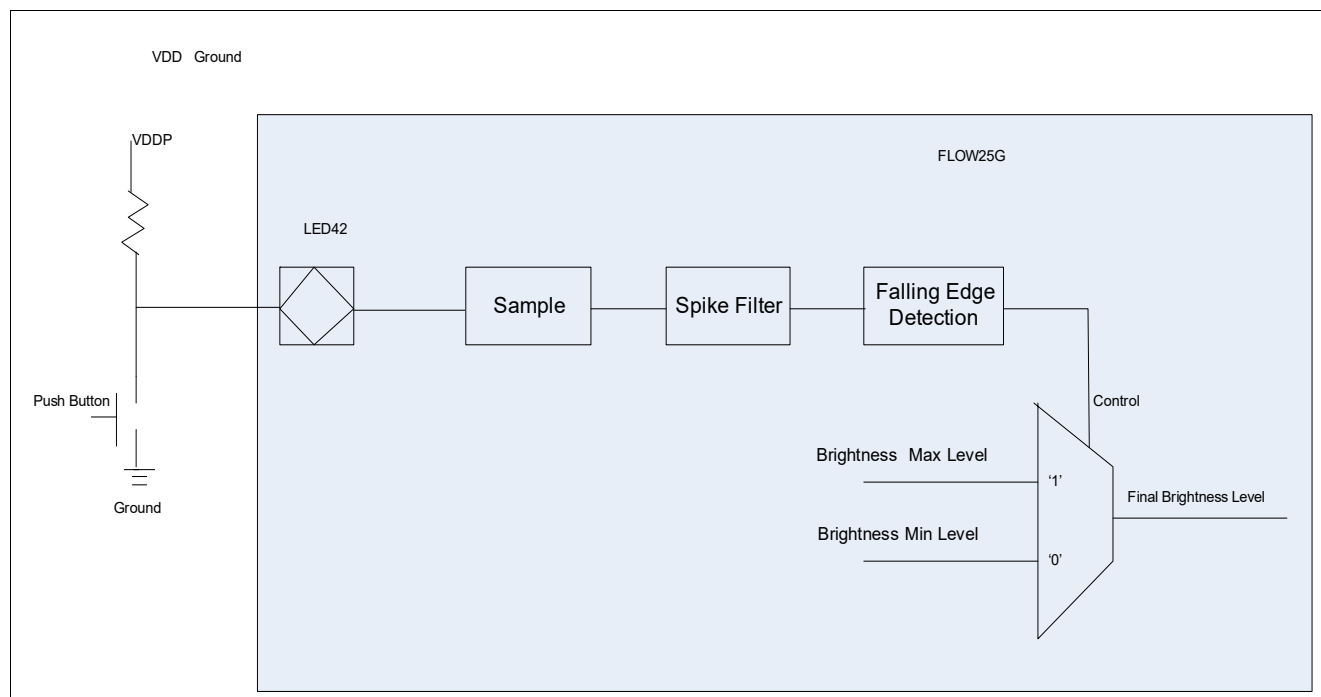 VDD Ground
VDDP
FLOW25G
LED42
Sample
Spike Filter
Falling Edge
Detection
Push Button
Control
Brightness Max Level
'1'
Final Brightness Level
Ground
Brightness Min Level
'0'